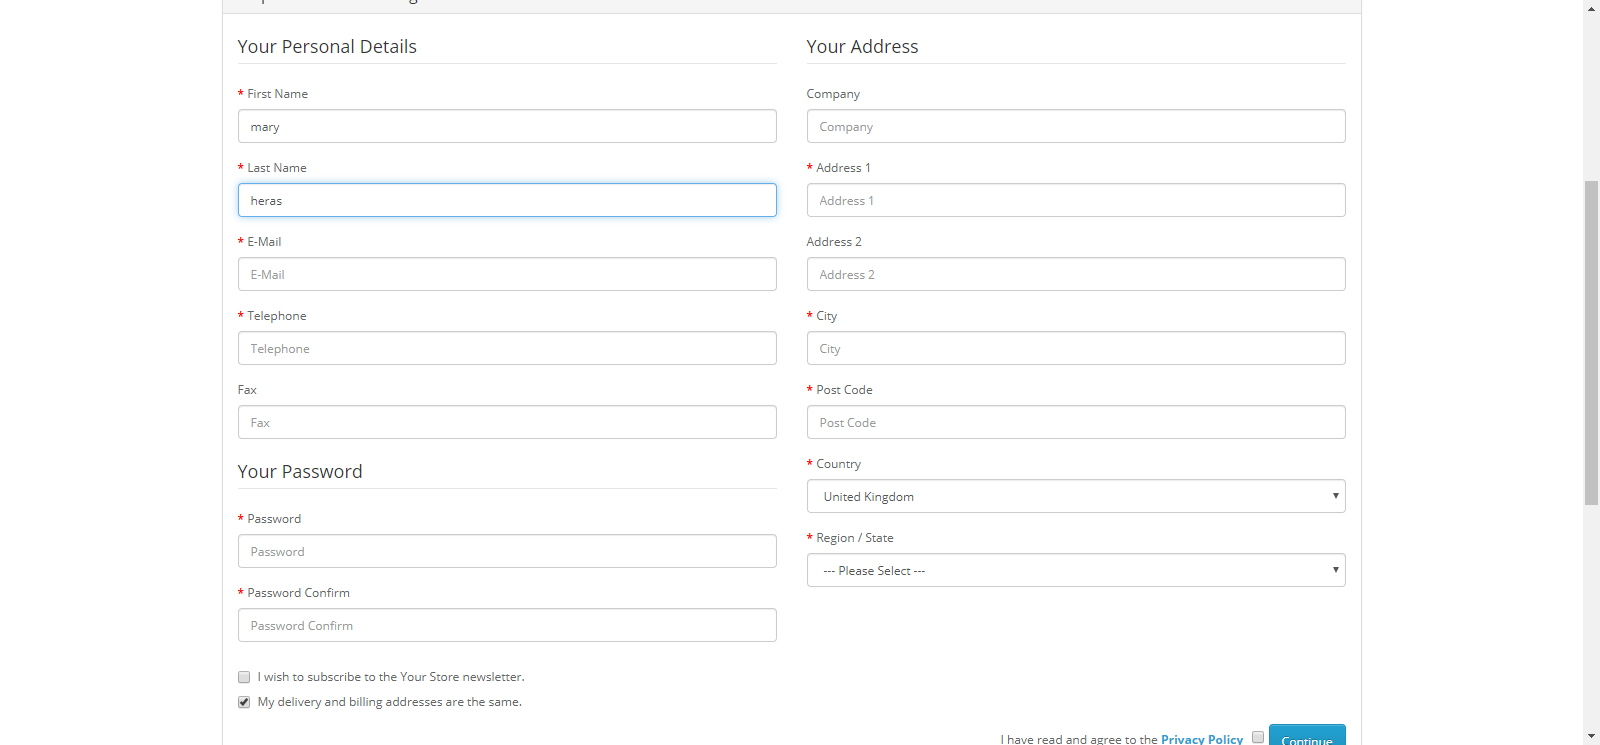 Your Personal Details
* First Name
mary
* Last Name
heras
* E-Mail
E-Mail
* Telephone
Telephone
Fax
Fax
Your Password
* Password
Password
* Password Confirm
Password Confirm
I wish to subscribe to the Your Store newsletter.
My delivery and billing addresses are the same.
Your Address
Company
Company
* Address 1
Address 1
Address 2
Address 2
* City
City
* Post Code
Post Code
* Country
United Kingdom
* Region / State
--- Please Select ---
I have read and agree to the Privacy Policy
Continue